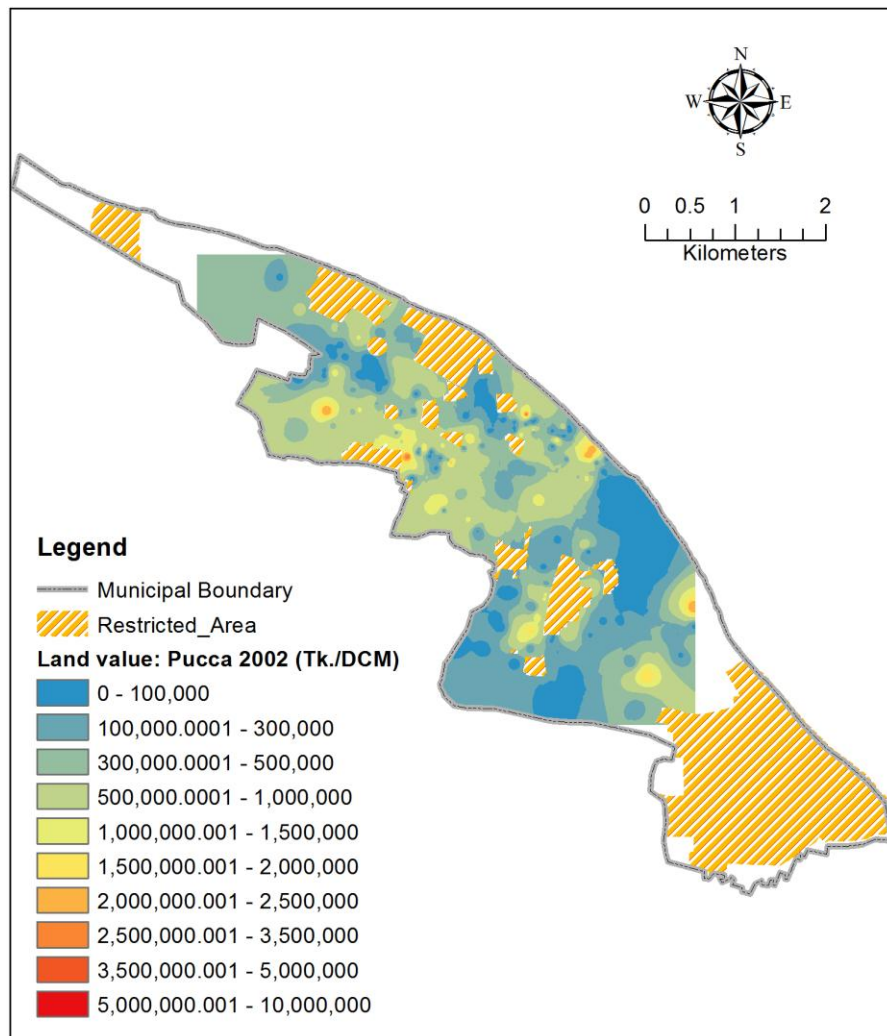 N
W E
S
0 0.5 1 2
Kilometers
Legend
Municipal Boundary
Restricted_Area
Land value: Pucca 2002 (Tk./DCM)
0 - 100,000
100,000.0001 - 300,000
300,000.0001 - 500,000
500,000.0001 - 1,000,000
1,000,000.001 - 1,500,000
1,500,000.001 - 2,000,000
2,000,000.001 - 2,500,000
2,500,000.001 - 3,500,000
3,500,000.001 - 5,000,000
5,000,000.001 - 10,000,000